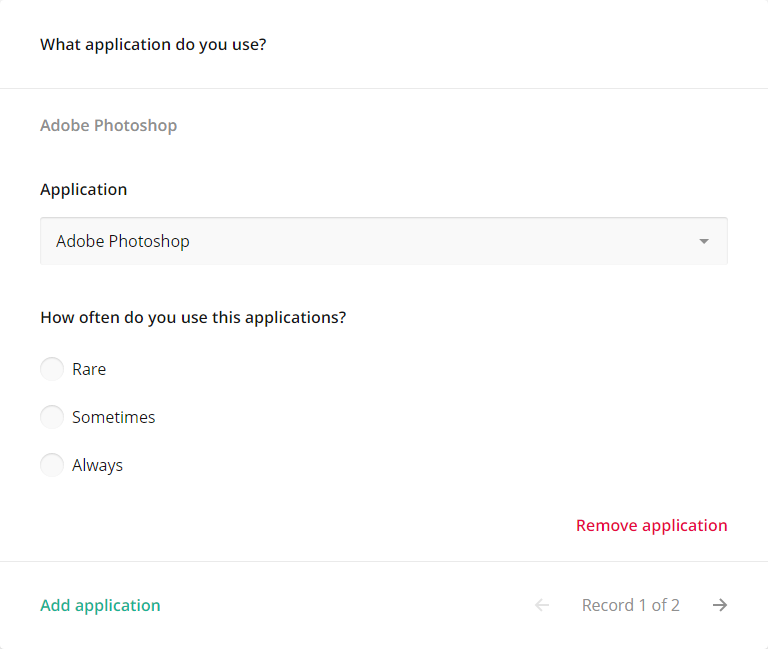 What application do you use?
Adobe Photoshop
Application
Adobe Photoshop
How often do you use this applications?
Rare
Sometimes
Always
Remove application
Add application
Record 1 of 2